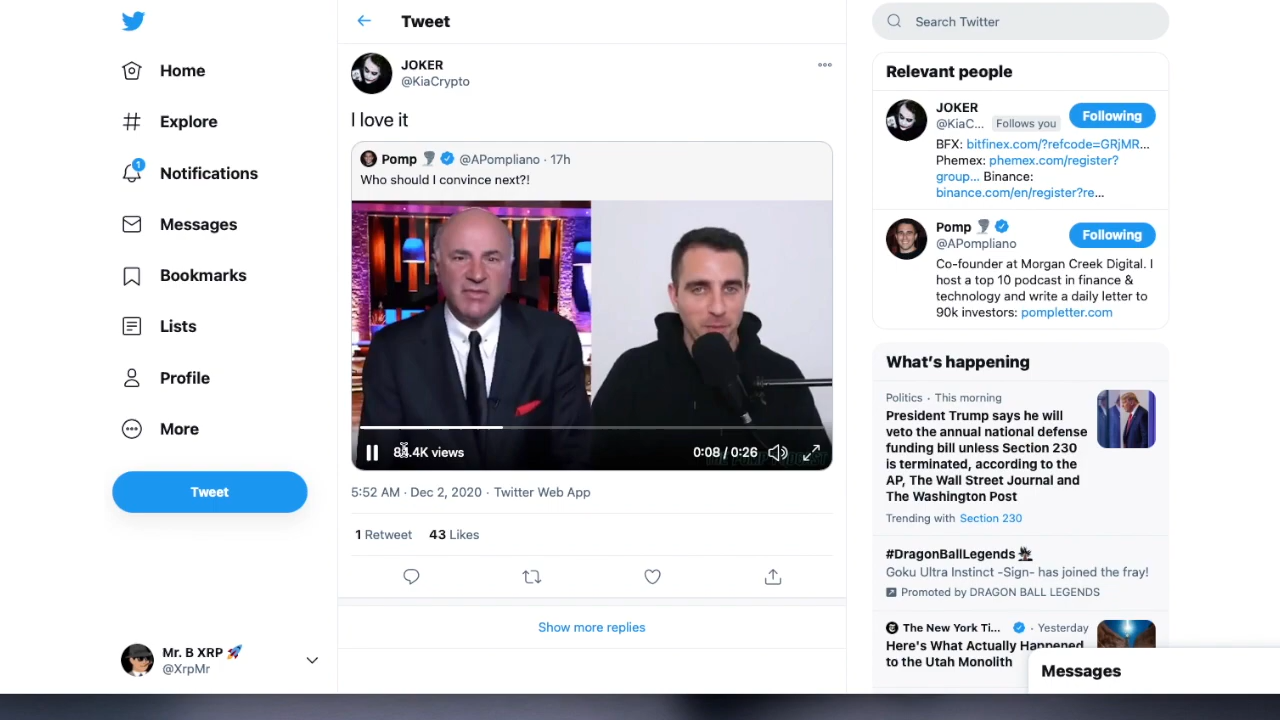 Home
Explore
1
Notifications
Messages
Bookmarks
Lists
Profile
More
Tweet
Mr. B XRP 🚀
@XrpMr
Tweet
JOKER
@KiaCrypto
I love it
Pomp 🌪 @APompliano · 17h
Who should I convince next?!
views
0:08 / 0:26
5:52 AM · Dec 2, 2020 · Twitter Web App
1 Retweet 43 Likes
Show more replies
Search Twitter
Relevant people
JOKER
@KiaC... Follows you
Following
BFX: bitfinex.com/?refcode=GRjMR...
Phemex: phemex.com/register?
group... Binance:
binance.com/en/register?re...
Pomp 🌪
@APompliano
Following
Co-founder at Morgan Creek Digital. I
host a top 10 podcast in finance &
technology and write a daily letter to
90k investors: pompletter.com
What's happening
Politics · This morning
President Trump says he will
veto the annual national defense
funding bill unless Section 230
is terminated, according to the
AP, The Wall Street Journal and
The Washington Post
Trending with Section 230
#DragonBallLegends
Goku Ultra Instinct -Sign- has joined the fray!
Promoted by DRAGON BALL LEGENDS
The New York Ti... · Yesterday
Here's What Actually Happened
to the Utah Monolith
Messages